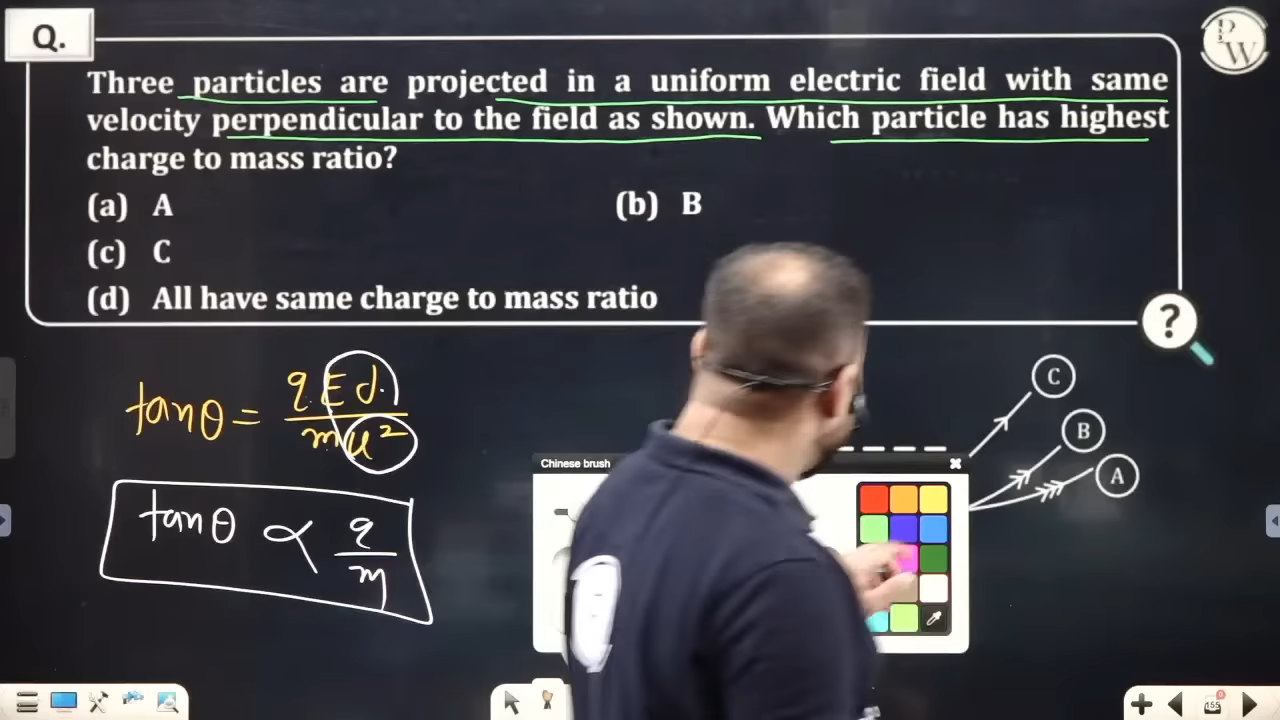 Q.
PW
Three particles are projected in a uniform electric field with same
velocity perpendicular to the field as shown. Which particle has highest
charge to mass ratio?
(a) A
(b) B
(c) C
(d) All have same charge to mass ratio
?
tanθ = qEd / mu²
tanθ ∝ q/m
C
B
A
Chinese brush
155